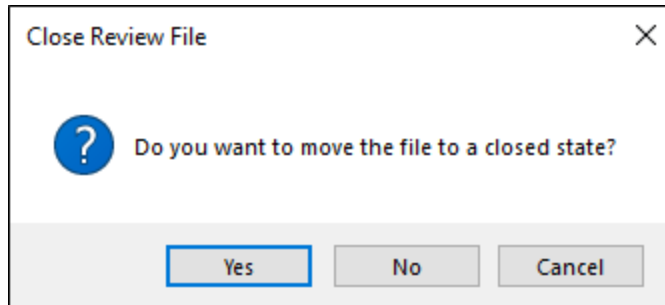 Close Review File
Do you want to move the file to a closed state?
Yes No Cancel